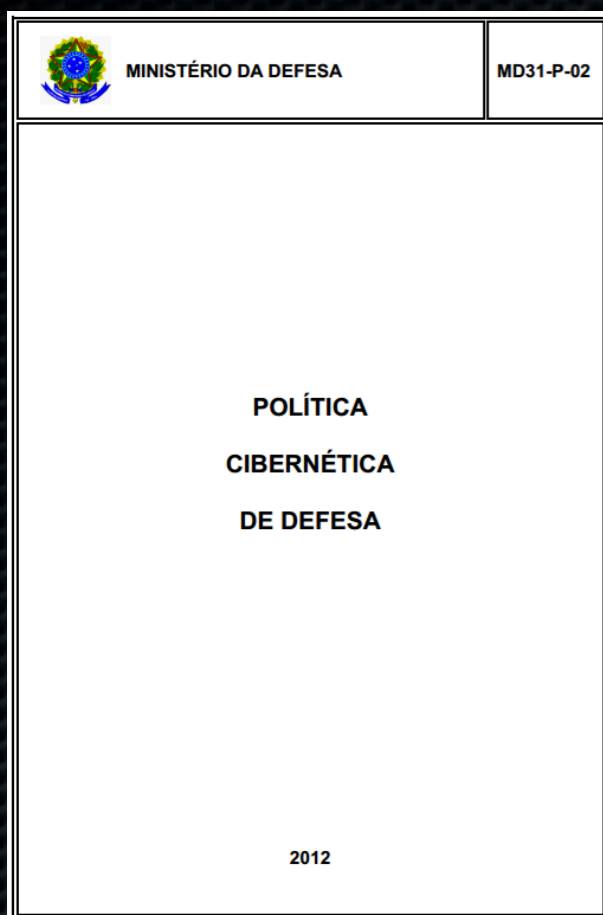 MINISTÉRIO DA DEFESA
MD31-P-02
POLÍTICA
CIBERNÉTICA
DE DEFESA
2012